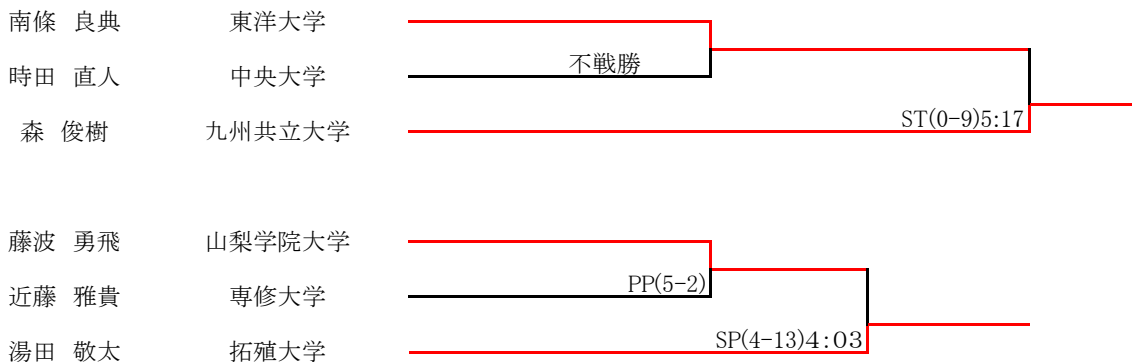 南條 良典 東洋大学
不戦勝
時田 直人 中央大学
ST(0-9)5:17
森 俊樹 九州共立大学
藤波 勇飛 山梨学院大学
PP(5-2)
近藤 雅貴 専修大学
SP(4-13)4:03
湯田 敬太 拓殖大学